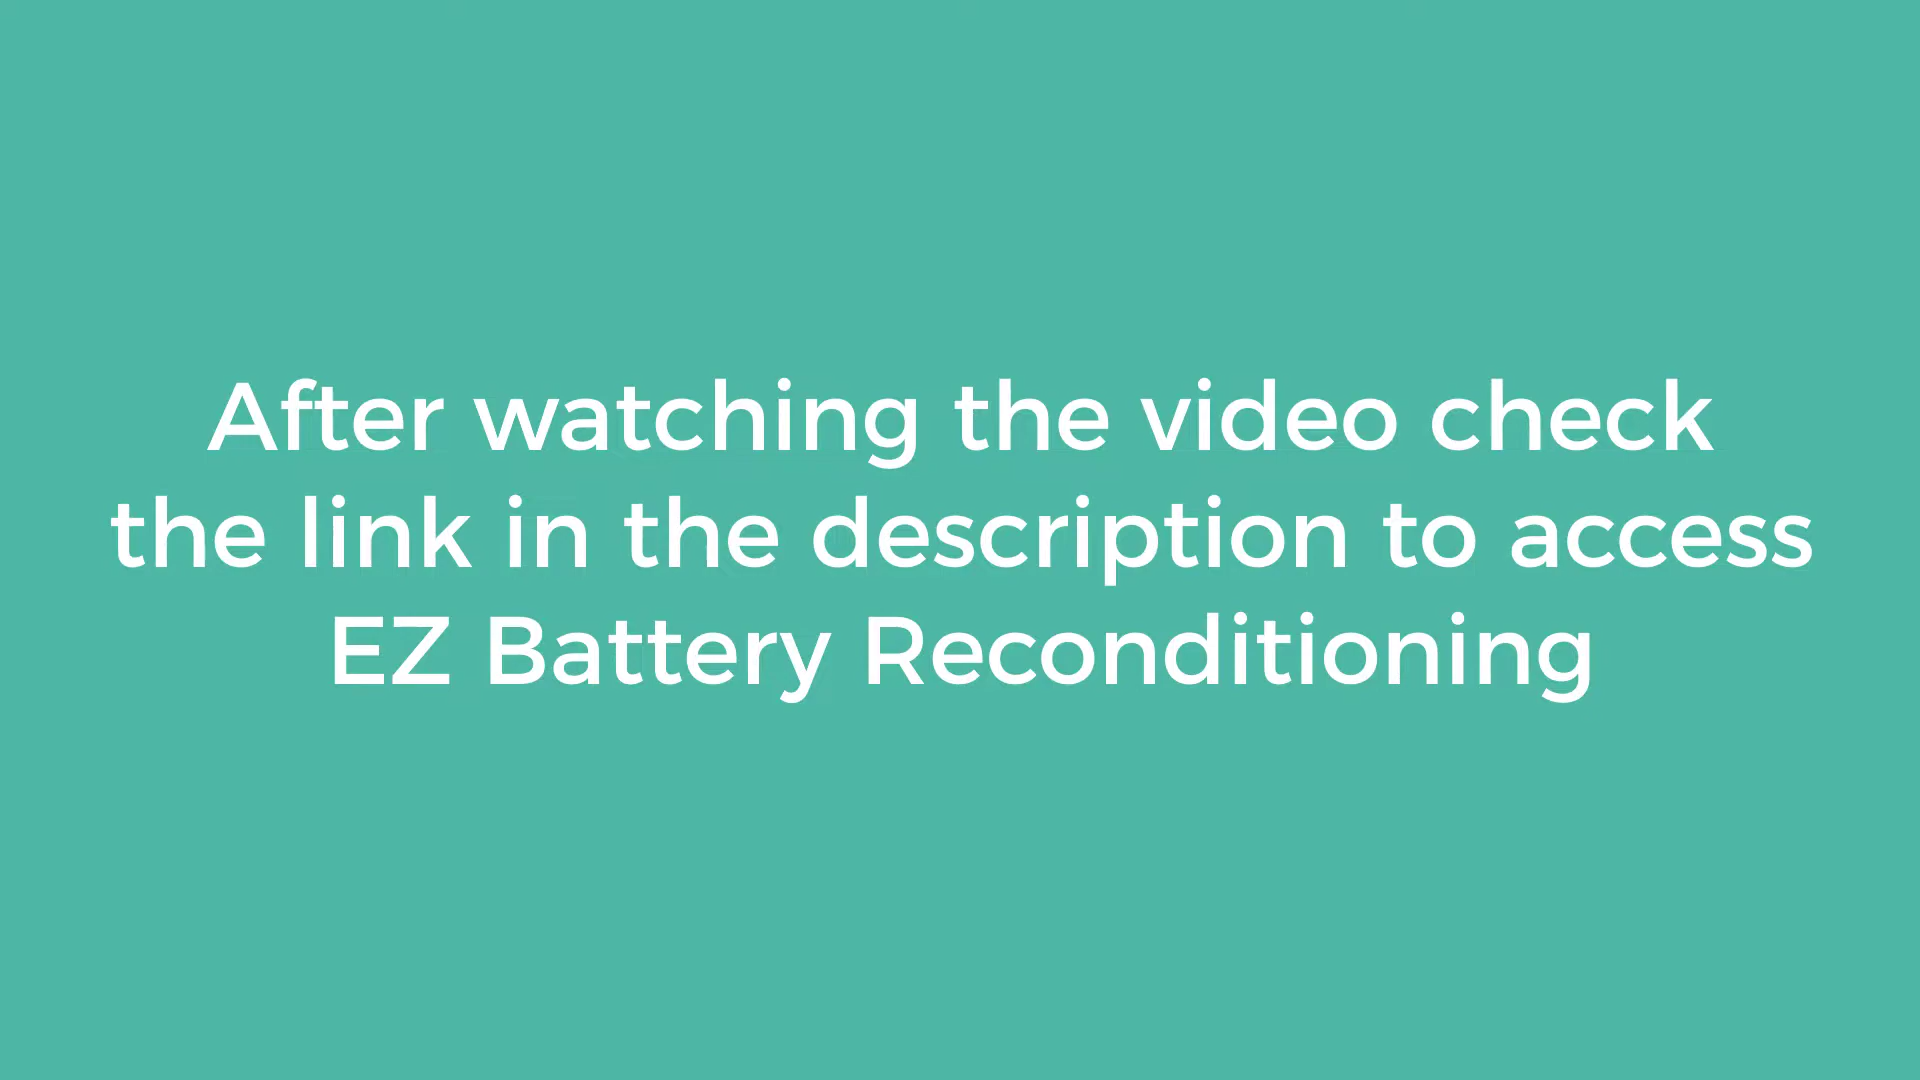 After watching the video check
the link in the description to access
EZ Battery Reconditioning